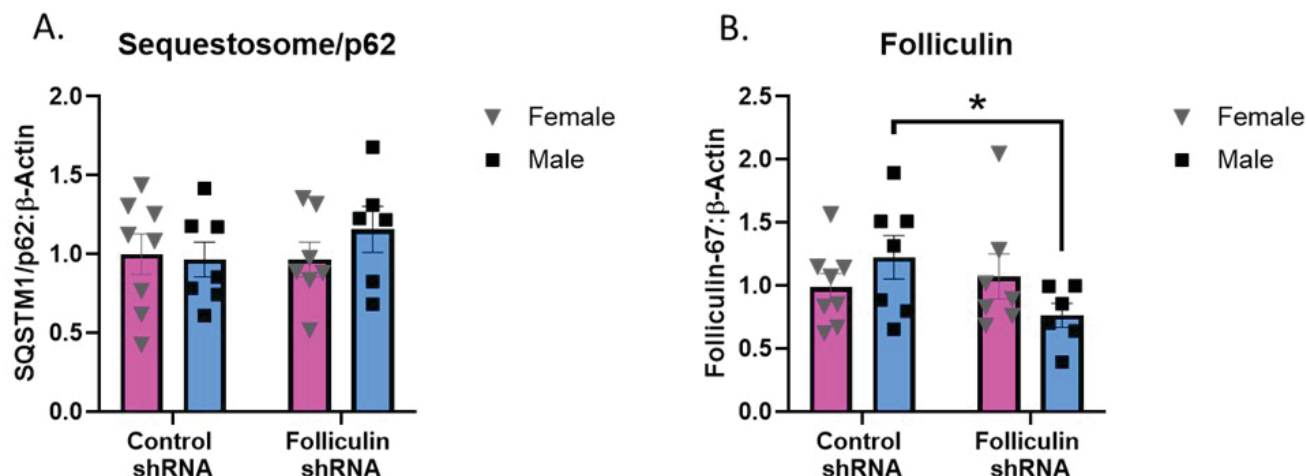 A.
Sequestosome/p62
SQSTM1/p62:β-Actin
2.0
1.5
1.0
0.5
0.0
Control
shRNA
Folliculin
shRNA
Female
Male
B.
Folliculin
*
Folliculin-67:β-Actin
2.5
2.0
1.5
1.0
0.5
0.0
Control
shRNA
Folliculin
shRNA
Female
Male